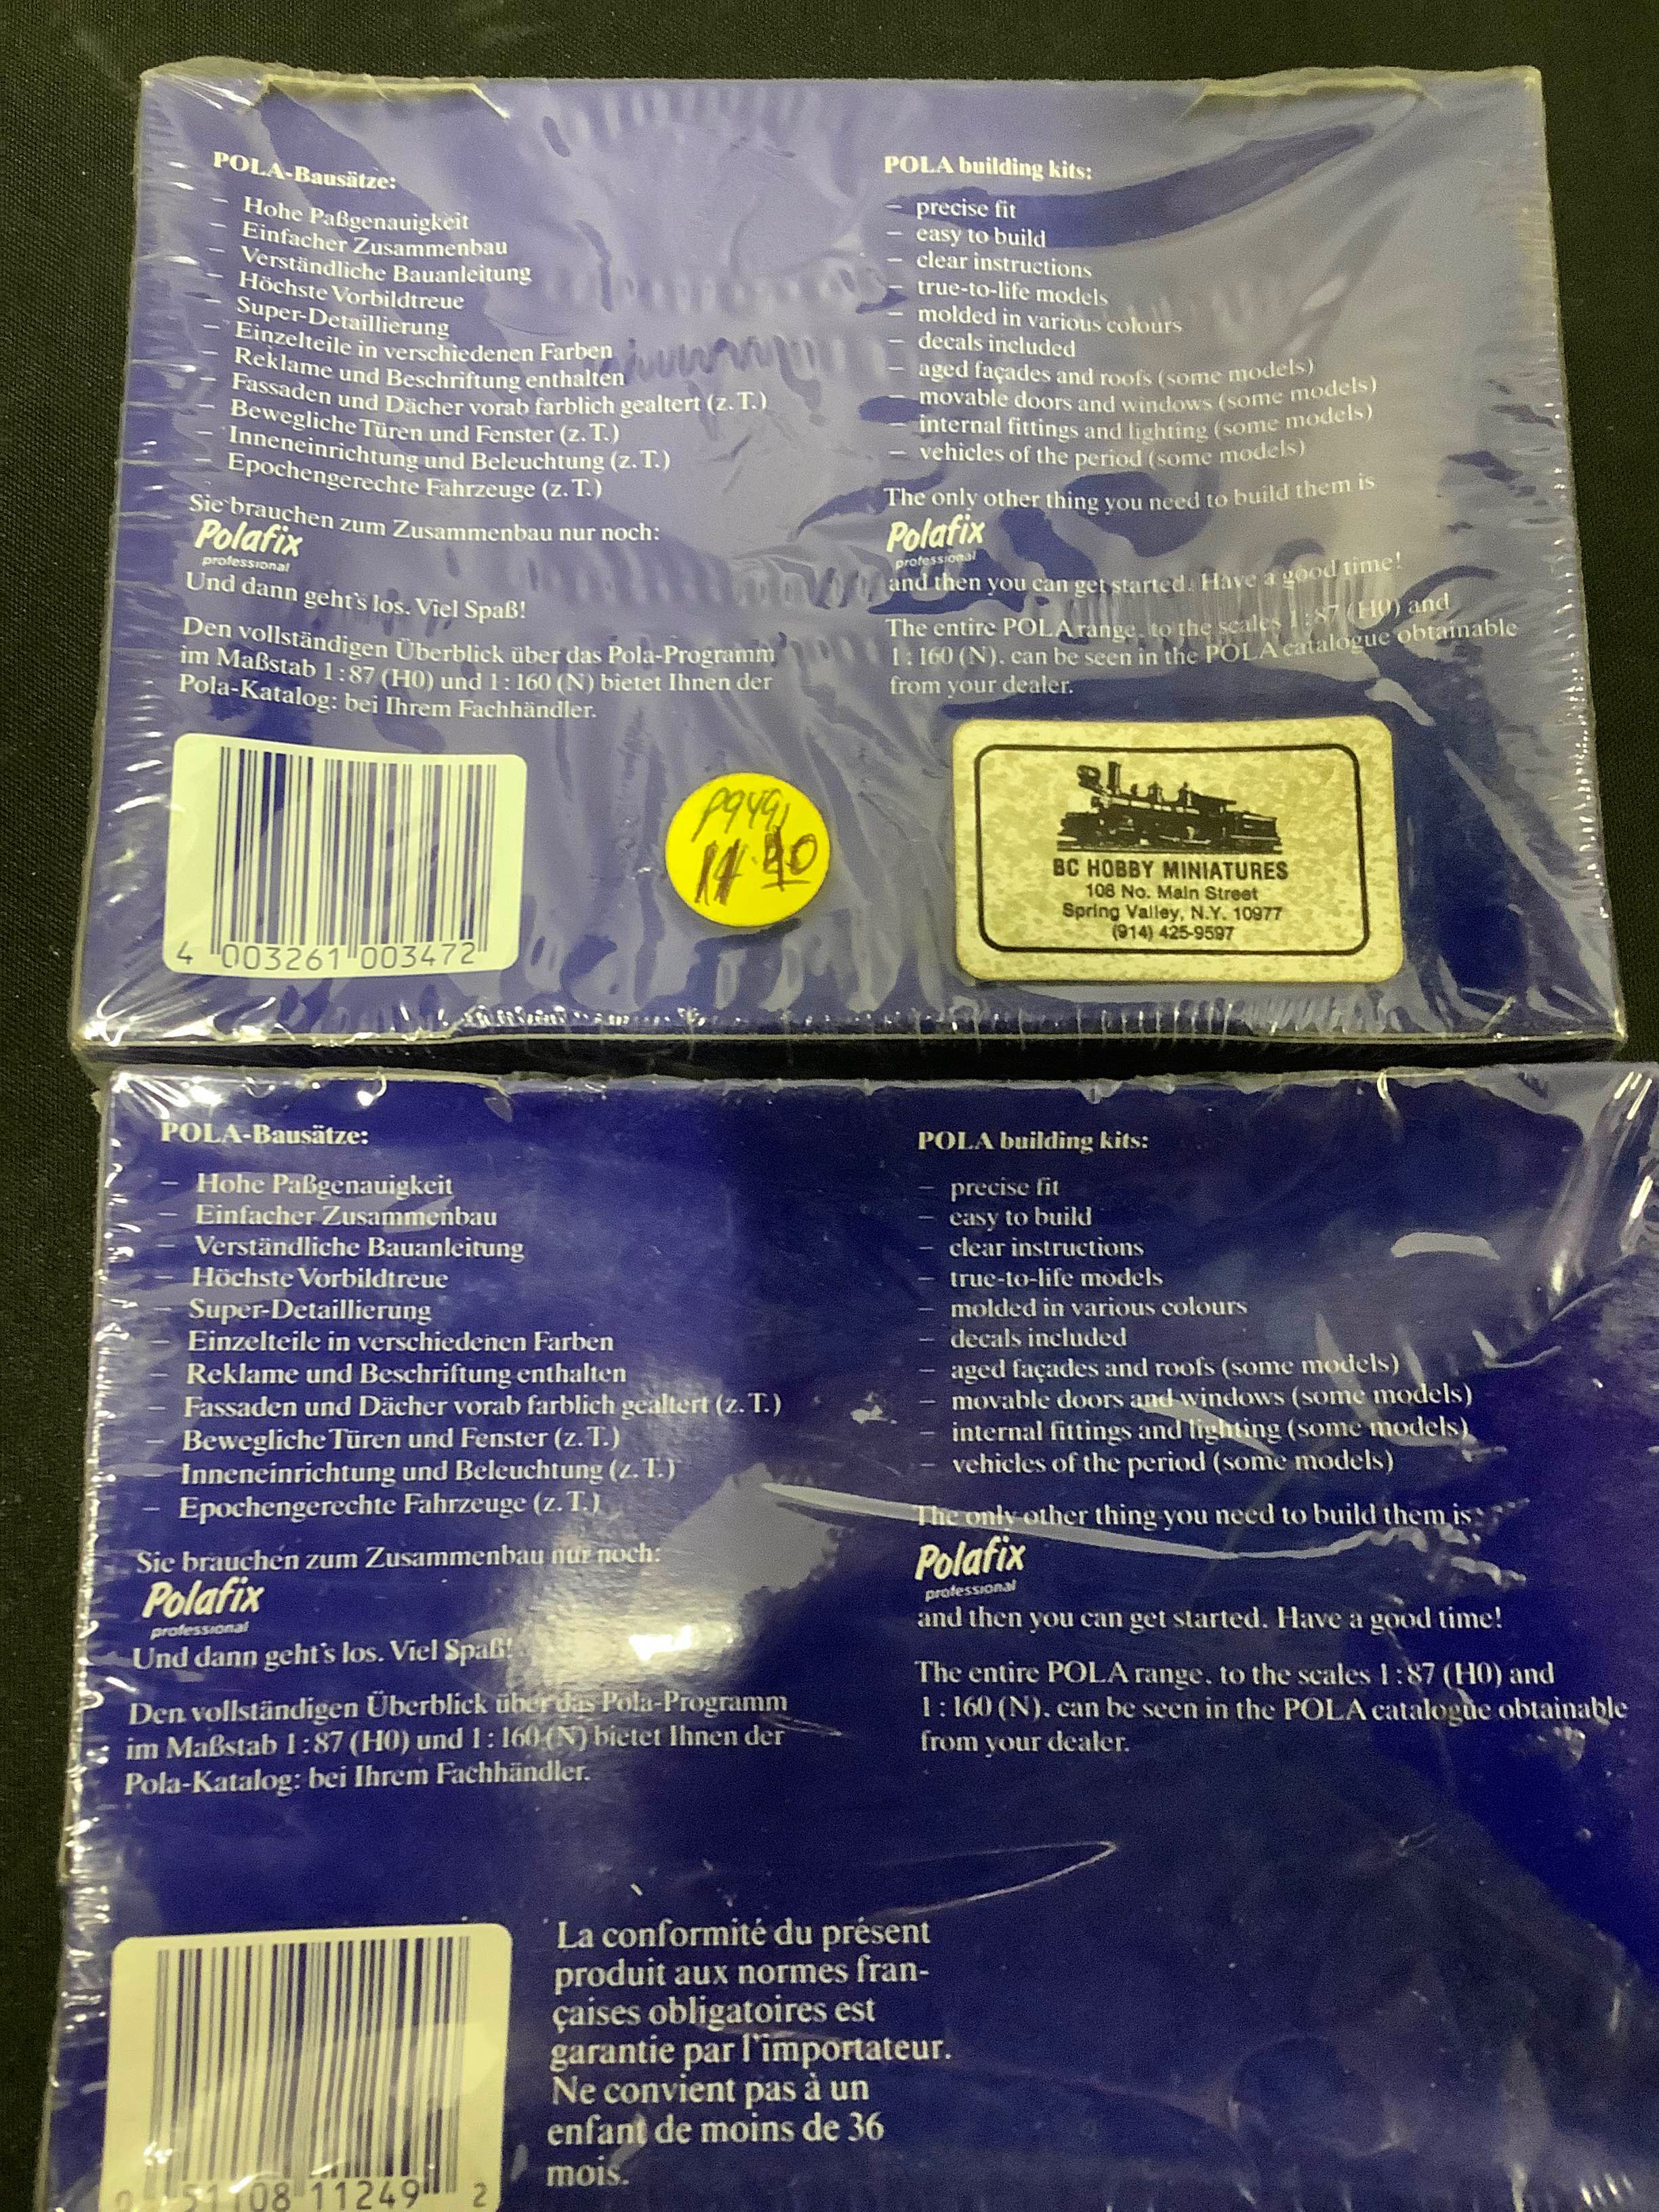 POLA-Bausätze:
– Hohe Paßgenauigkeit
– Einfacher Zusammenbau
– Verständliche Bauanleitung
– Höchste Vorbildtreue
– Super-Detaillierung
– Einzelteile in verschiedenen Farben
– Reklame und Beschriftung enthalten
– Fassaden und Dächer vorab farblich gealtert (z.T.)
– Bewegliche Türen und Fenster (z.T.)
– Inneneinrichtung und Beleuchtung (z.T.)
– Epochengerechte Fahrzeuge (z.T.)
Sie brauchen zum Zusammenbau nur noch:
Polafix
professional
Und dann geht's los. Viel Spaß!
Den vollständigen Überblick über das Pola-Programm
im Maßstab 1:87 (H0) und 1:160 (N) bietet Ihnen der
Pola-Katalog: bei Ihrem Fachhändler.
4 003261 003472
POLA building kits:
– precise fit
– easy to build
– clear instructions
– true-to-life models
– molded in various colours
– decals included
– aged façades and roofs (some models)
– movable doors and windows (some models)
– internal fittings and lighting (some models)
– vehicles of the period (some models)
The only other thing you need to build them is
Polafix
professional
and then you can get started. Have a good time!
The entire POLA range, to the scales 1:87 (H0) and
1:160 (N), can be seen in the POLA catalogue obtainable
from your dealer.
BC HOBBY MINIATURES
108 No. Main Street
Spring Valley, N.Y. 10977
(914) 425-9597
POLA-Bausätze:
– Hohe Paßgenauigkeit
– Einfacher Zusammenbau
– Verständliche Bauanleitung
– Höchste Vorbildtreue
– Super-Detaillierung
– Einzelteile in verschiedenen Farben
– Reklame und Beschriftung enthalten
– Fassaden und Dächer vorab farblich gealtert (z.T.)
– Bewegliche Türen und Fenster (z.T.)
Inneneinrichtung und Beleuchtung (z.T.)
– Epochengerechte Fahrzeuge (z.T.)
Sie brauchen zum Zusammenbau nur noch:
Polafix
professional
Und dann geht's los. Viel Spaß!
Den vollständigen Überblick über das Pola-Programm
im Maßstab 1:87 (H0) und 1:160 (N) bietet Ihnen der
Pola-Katalog: bei Ihrem Fachhändler.
POLA building kits:
– precise fit
– easy to build
– clear instructions
– true-to-life models
– molded in various colours
– decals included
– aged façades and roofs (some models)
– movable doors and windows (some models)
– internal fittings and lighting (some models)
– vehicles of the period (some models)
The only other thing you need to build them is
Polafix
professional
and then you can get started. Have a good time!
The entire POLA range, to the scales 1:87 (H0) and
1:160 (N), can be seen in the POLA catalogue obtainable
from your dealer.
La conformité du présent
produit aux normes fran-
çaises obligatoires est
garantie par l'importateur.
Ne convient pas à un
enfant de moins de 36
mois.
0 51108 11249 2